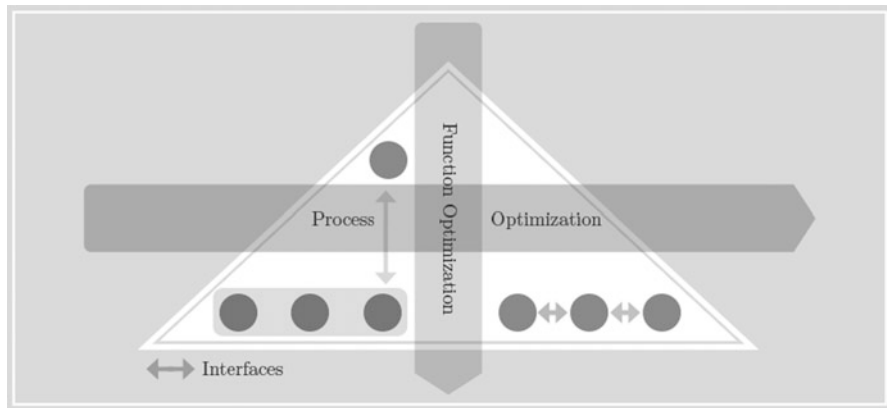 Function Optimization
Process
Optimization
Interfaces